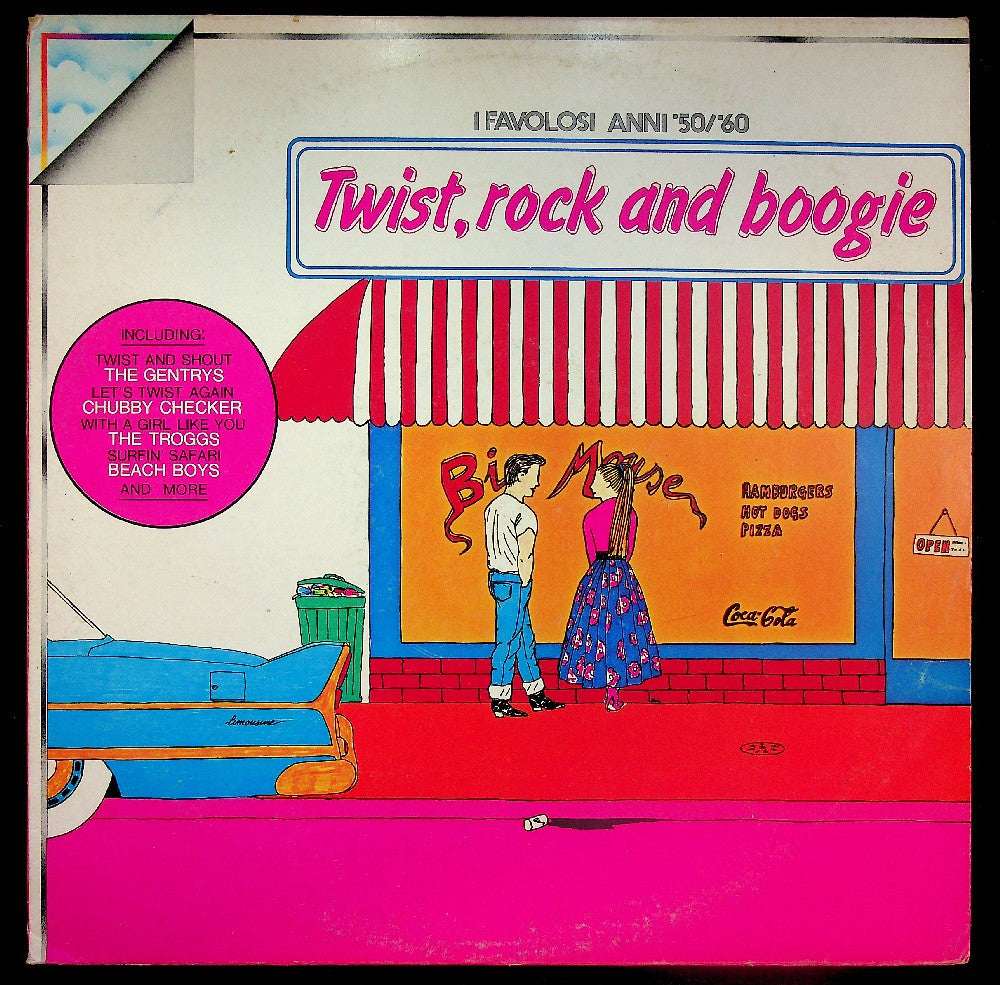 I FAVOLOSI ANNI '50/'60
Twist, rock and boogie
INCLUDING:
TWIST AND SHOUT
THE GENTRYS
LET'S TWIST AGAIN
CHUBBY CHECKER
WITH A GIRL LIKE YOU
THE TROGGS
SURFIN' SAFARI
BEACH BOYS
AND MORE
HAMBURGERS
HOT DOGS
PIZZA
OPEN
Coca-Cola
limousine